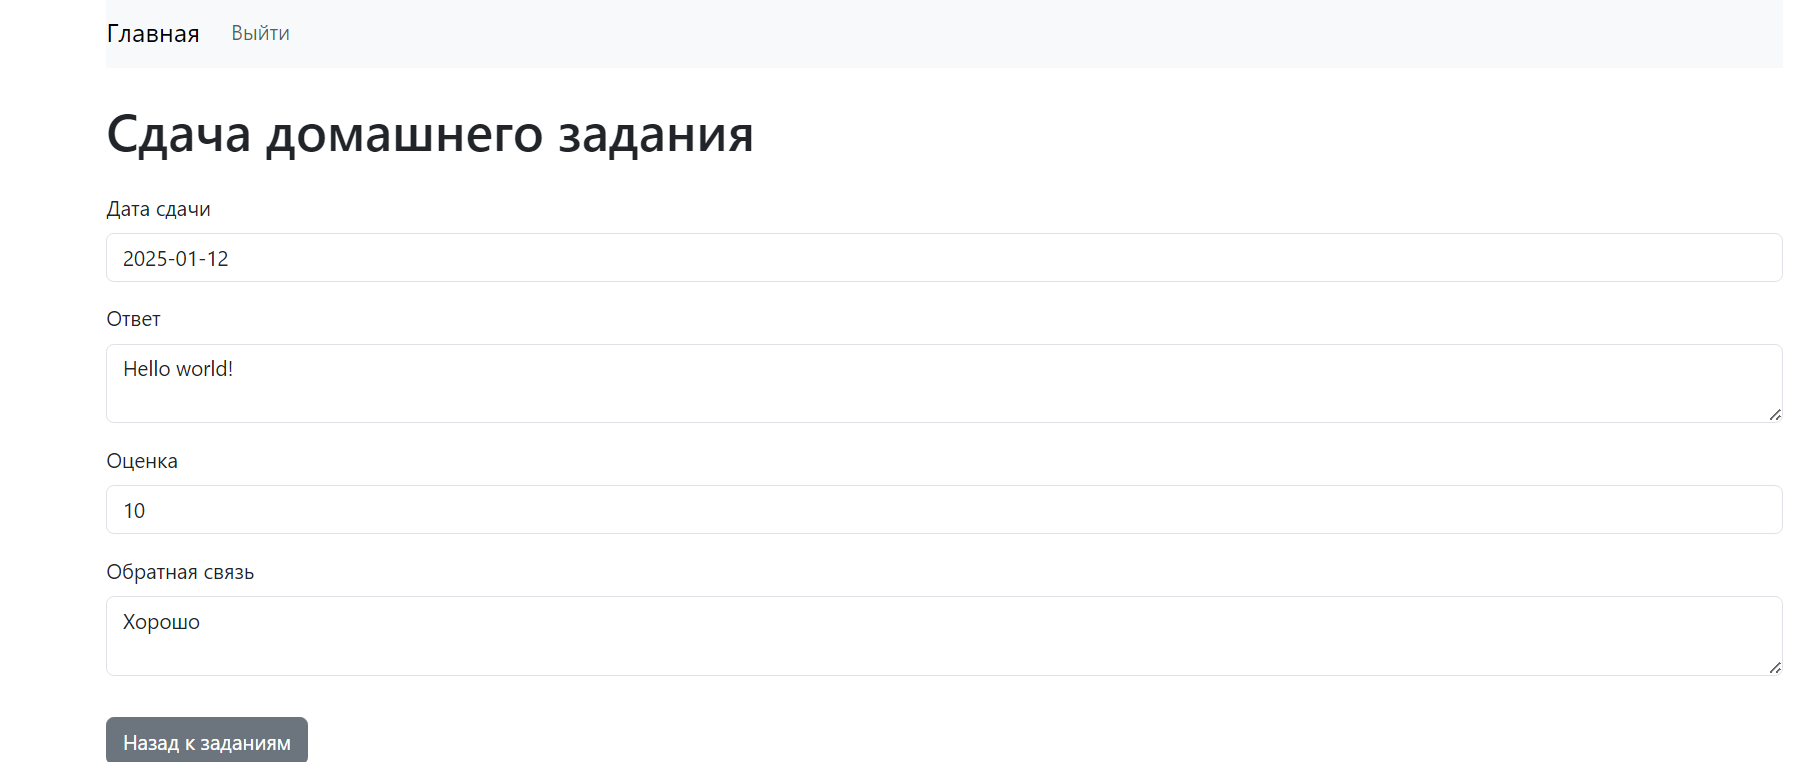 Главная Выйти
Сдача домашнего задания
Дата сдачи
2025-01-12
Ответ
Hello world!
Оценка
10
Обратная связь
Хорошо
Назад к заданиям